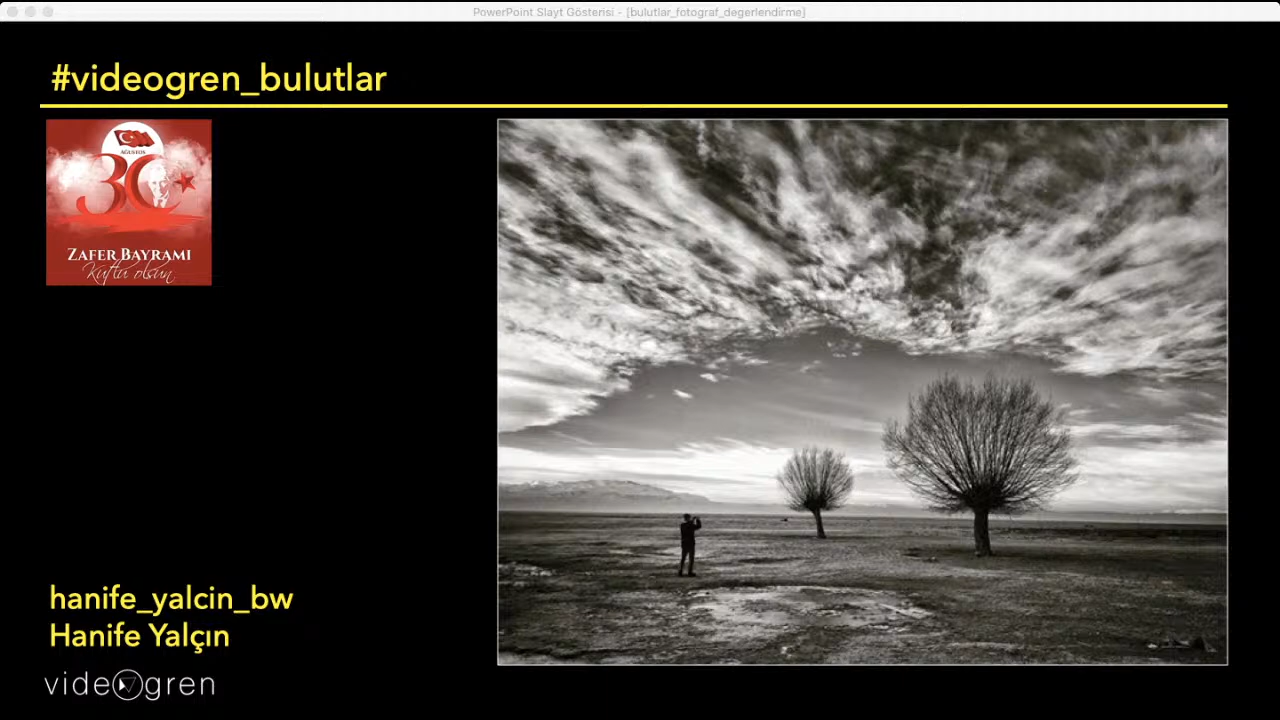 PowerPoint Slayt Gösterisi - [bulutlar_fotograf_degerlendirme]
#videogren_bulutlar
AĞUSTOS
30
ZAFER BAYRAMI
Kutlu olsun
hanife_yalcin_bw
Hanife Yalçın
videogren